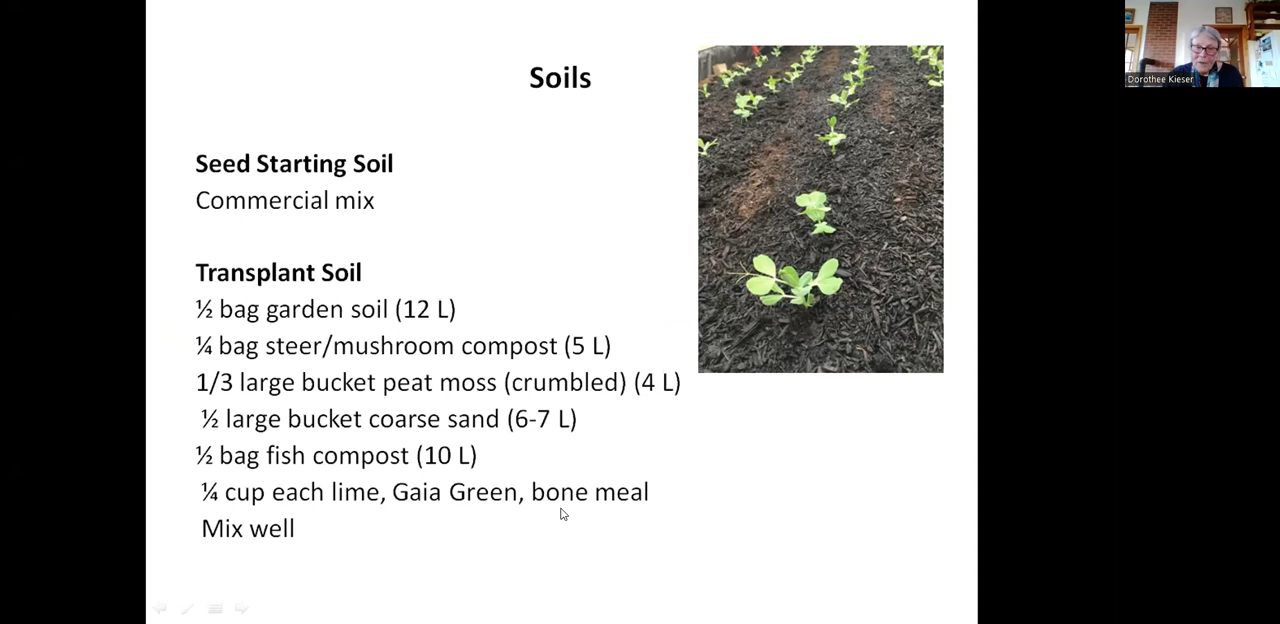 Soils
Seed Starting Soil
Commercial mix
Transplant Soil
½ bag garden soil (12 L)
¼ bag steer/mushroom compost (5 L)
1/3 large bucket peat moss (crumbled) (4 L)
½ large bucket coarse sand (6-7 L)
½ bag fish compost (10 L)
¼ cup each lime, Gaia Green, bone meal
Mix well
Dorothee Kieser